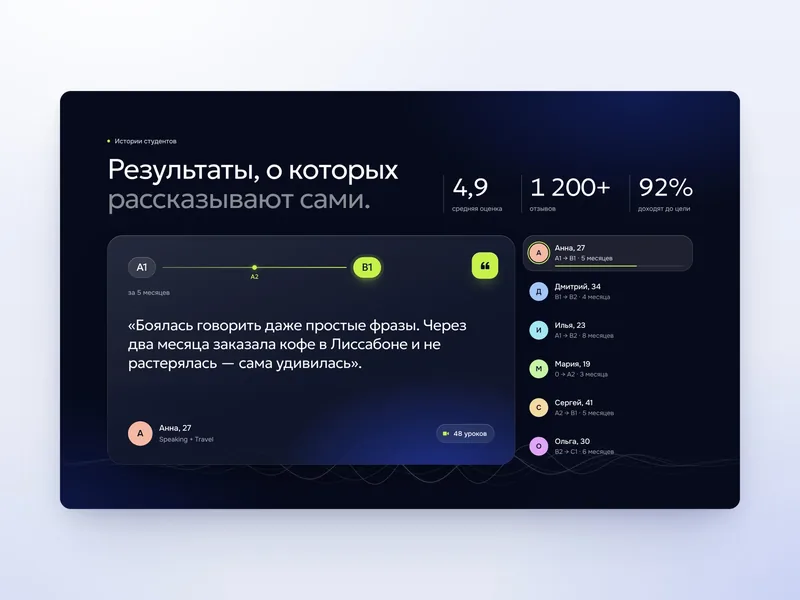 Истории студентов
Результаты, о которых
рассказывают сами.
4,9
средняя оценка
1 200+
отзывов
92%
доходят до цели
A1
A2
B1
за 5 месяцев
❝
«Боялась говорить даже простые фразы. Через
два месяца заказала кофе в Лиссабоне и не
растерялась — сама удивилась».
А
Анна, 27
Speaking + Travel
48 уроков
А
Анна, 27
A1 → B1 · 5 месяцев
Д
Дмитрий, 34
B1 → B2 · 4 месяца
И
Илья, 23
A1 → B2 · 8 месяцев
М
Мария, 19
0 → A2 · 3 месяца
С
Сергей, 41
A2 → B1 · 5 месяцев
О
Ольга, 30
B2 → C1 · 6 месяцев